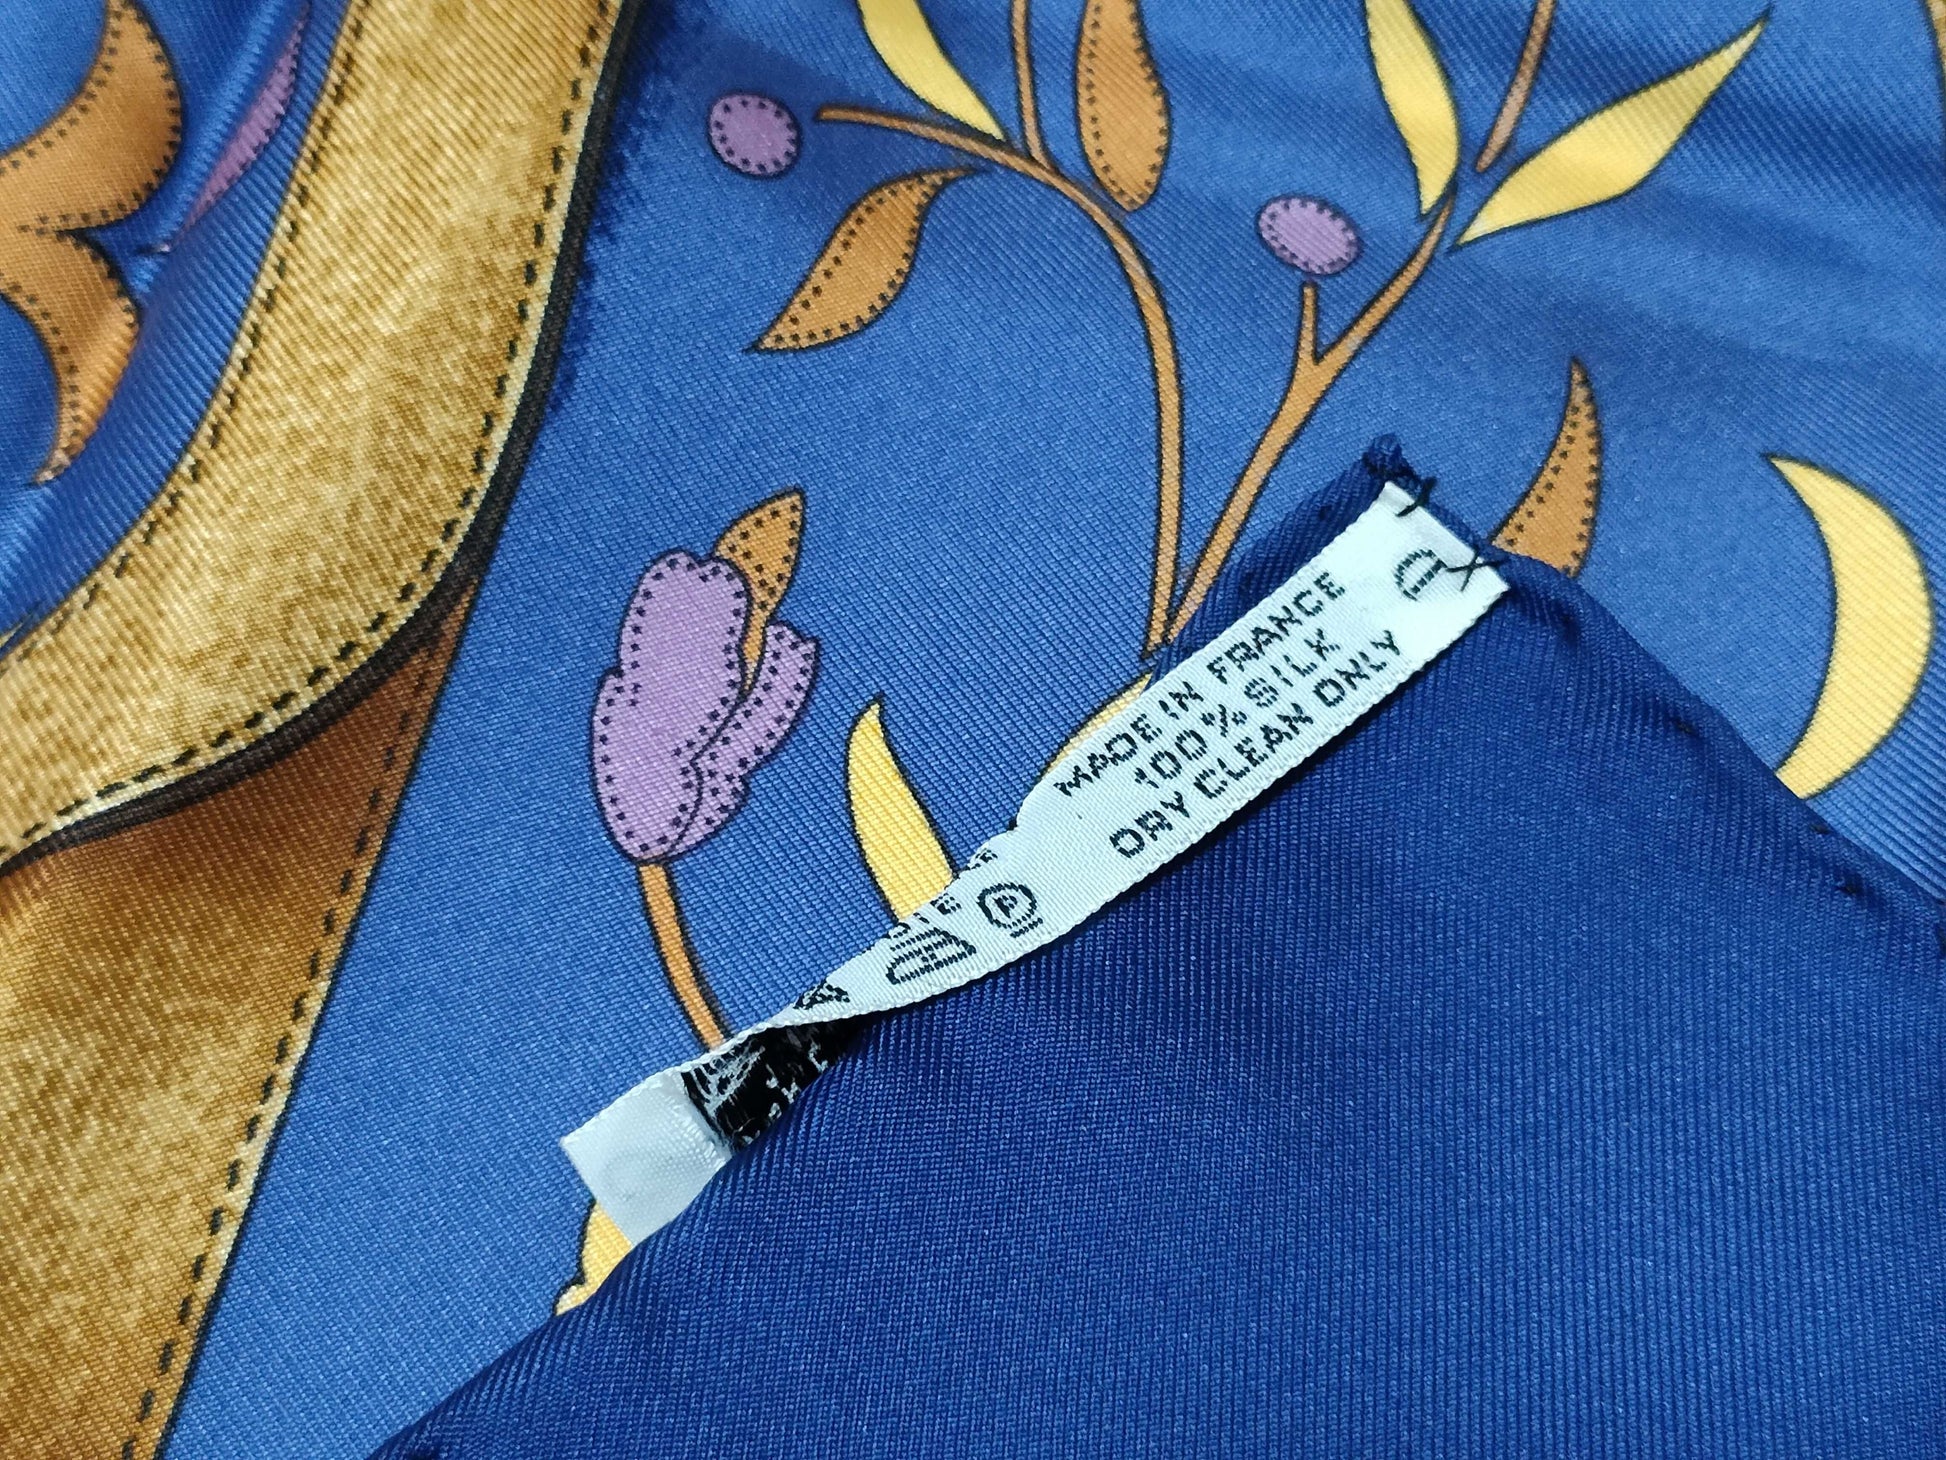 MADE IN FRANCE
100% SILK
DRY CLEAN ONLY
P